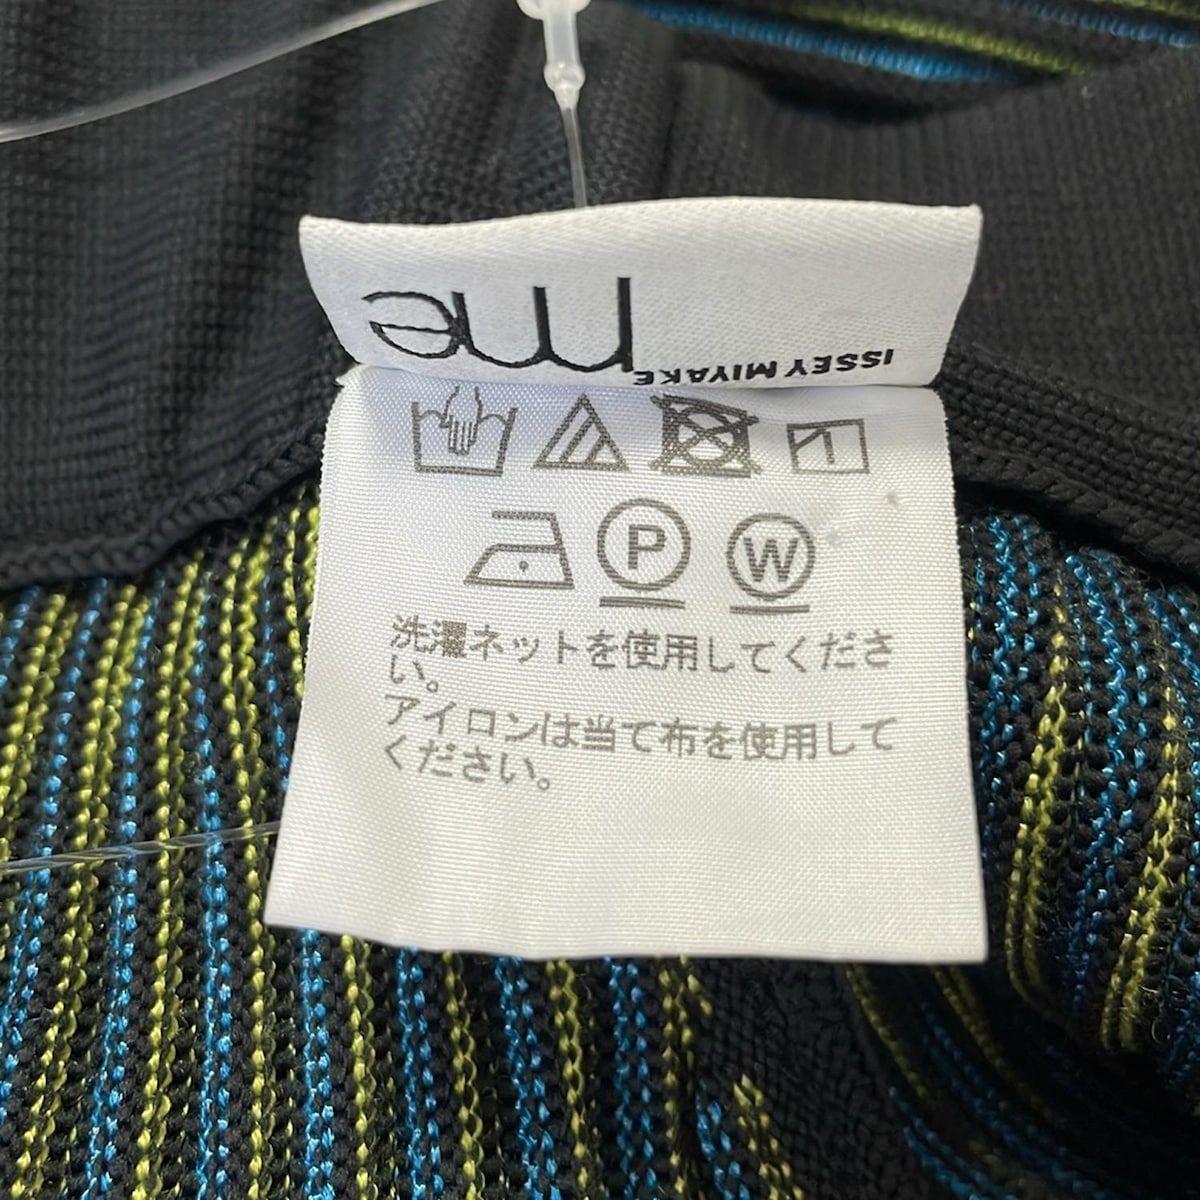 me
ISSEY MIYAKE
P W
洗濯ネットを使用してくださ
い。
アイロンは当て布を使用して
ください。